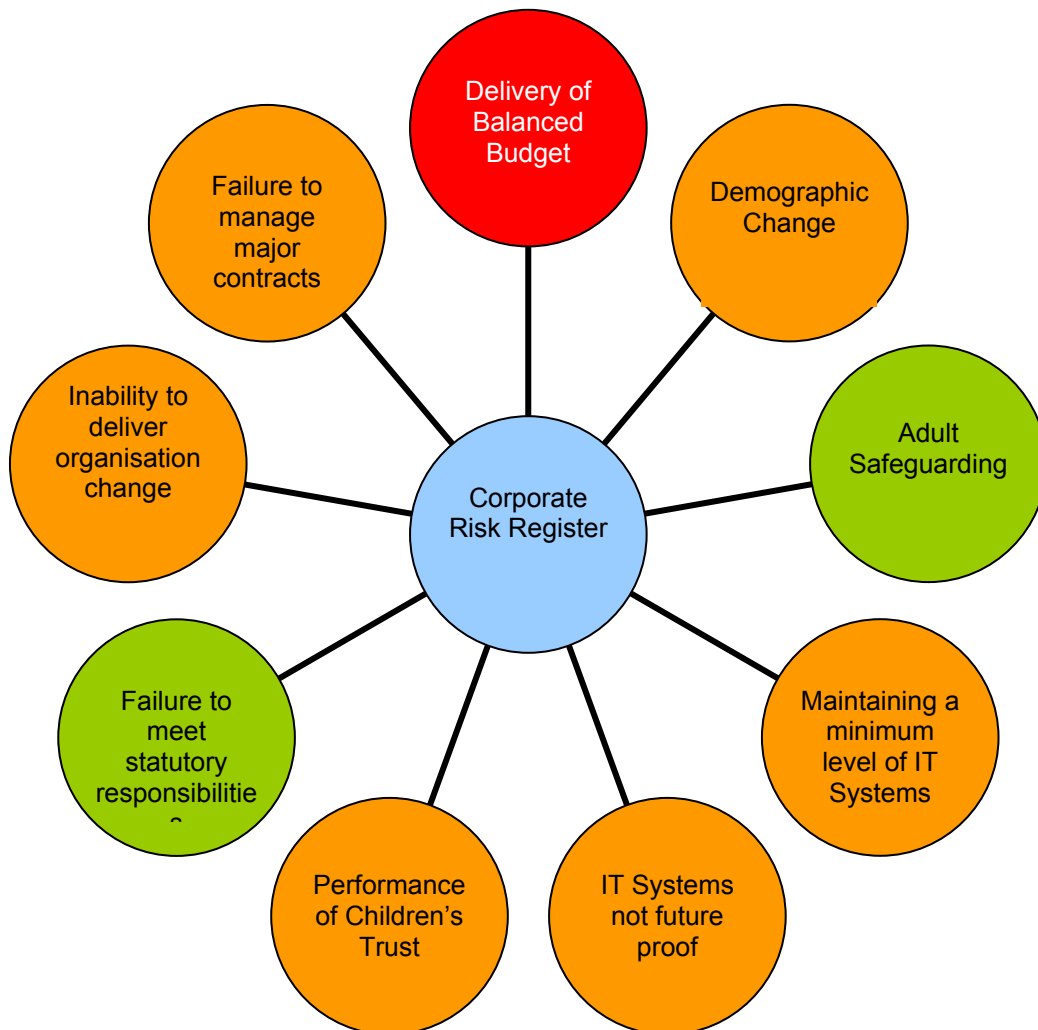 Delivery of
Balanced
Budget
Demographic
Change
Adult
Safeguarding
Maintaining a
minimum
level of IT
Systems
IT Systems
not future
proof
Performance
of Children’s
Trust
Failure to
meet
statutory
responsibilitie
s
Inability to
deliver
organisation
change
Failure to
manage
major
contracts
Corporate
Risk Register